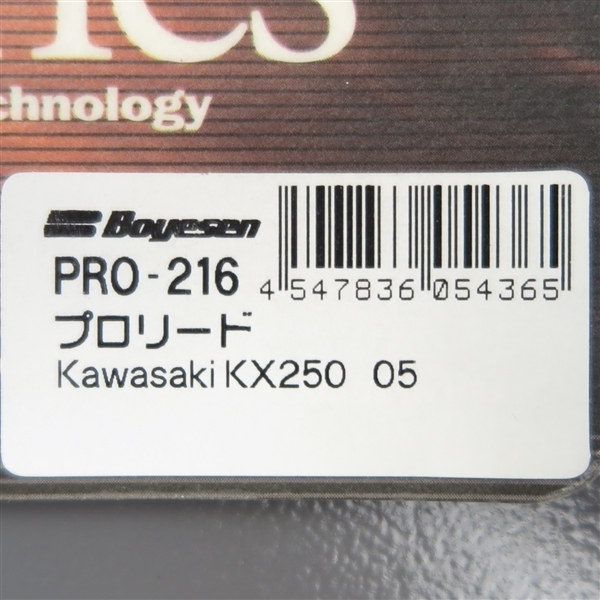 chnology
Boyesen
PRO-216
4 547836 054365
プロリード
Kawasaki KX250 05